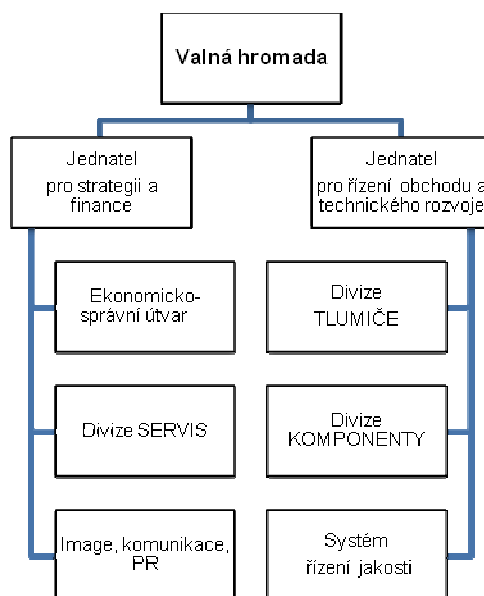 Valná hromada
Jednatel
pro strategii a
finance
Jednatel
pro řízení obchodu a
technického rozvoje
Ekonomicko-
správní útvar
Divize
TLUMIČE
Divize SERVIS
Divize
KOMPONENTY
Image, komunikace,
PR
Systém
řízení jakosti